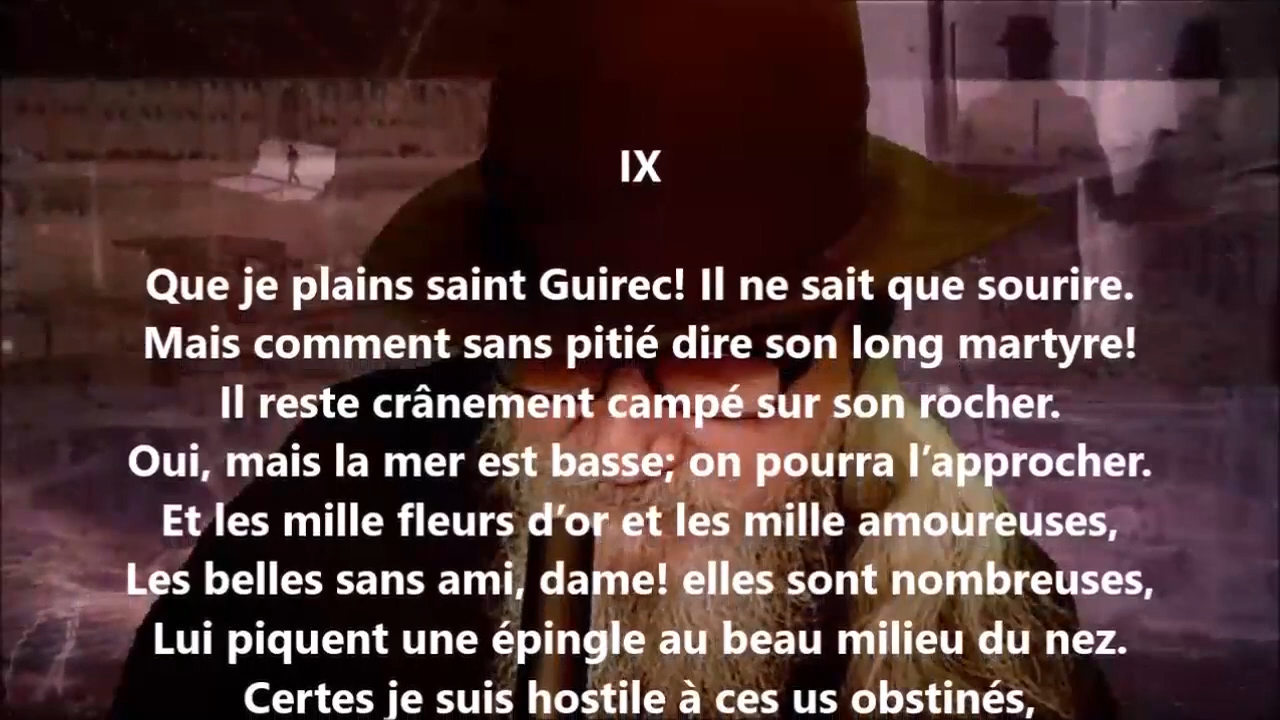 IX
Que je plains saint Guirec! Il ne sait que sourire.
Mais comment sans pitié dire son long martyre!
Il reste crânement campé sur son rocher.
Oui, mais la mer est basse; on pourra l’approcher.
Et les mille fleurs d’or et les mille amoureuses,
Les belles sans ami, dame! elles sont nombreuses,
Lui piquent une épingle au beau milieu du nez.
Certes je suis hostile à ces us obstinés,